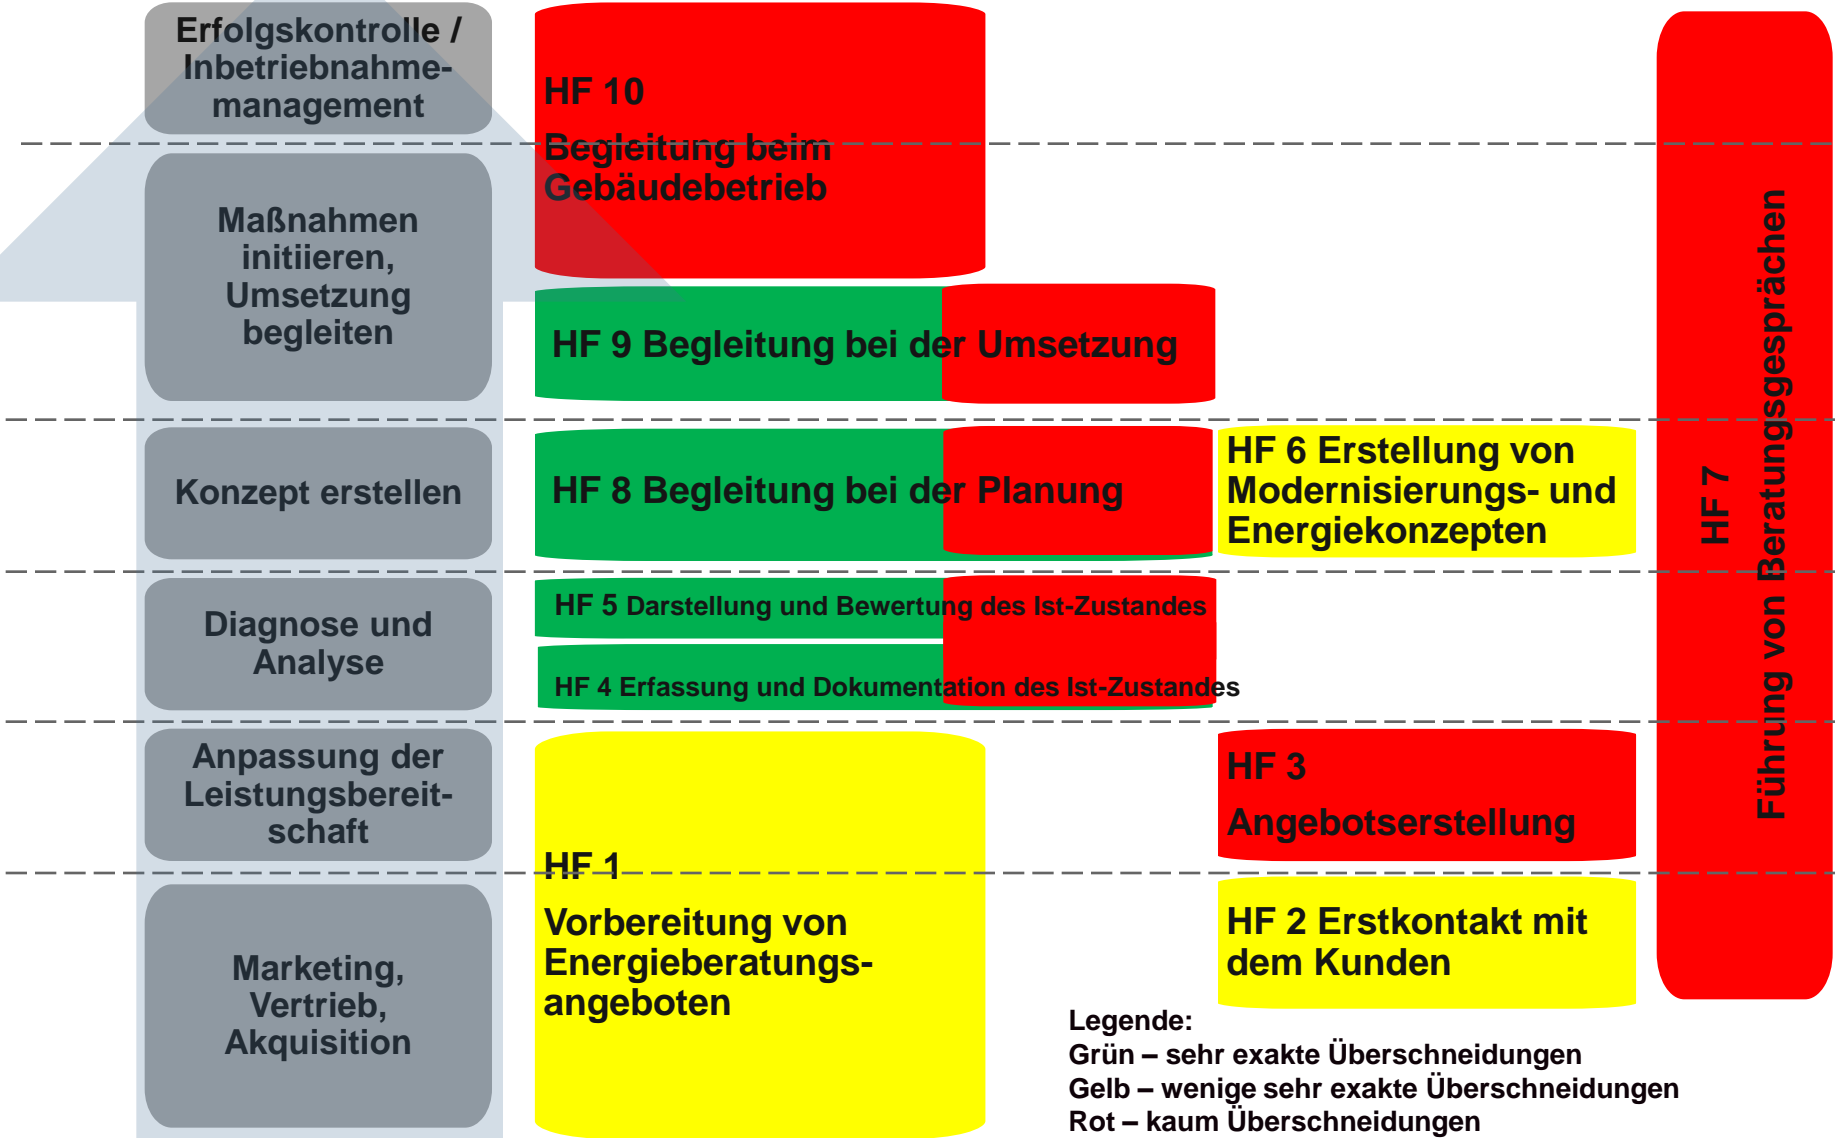 Erfolgskontrolle /
Inbetriebnahme-
management
HF 10
Begleitung beim
Gebäudebetrieb
Maßnahmen
initiieren,
Umsetzung
begleiten
HF 9 Begleitung bei der Umsetzung
Konzept erstellen
HF 8 Begleitung bei der Planung
HF 6 Erstellung von
Modernisierungs- und
Energiekonzepten
HF 7
Führung von Beratungsgesprächen
Diagnose und
Analyse
HF 5 Darstellung und Bewertung des Ist-Zustandes
HF 4 Erfassung und Dokumentation des Ist-Zustandes
Anpassung der
Leistungsbereit-
schaft
HF 3
Angebotserstellung
HF 1
Vorbereitung von
Energieberatungs-
angeboten
HF 2 Erstkontakt mit
dem Kunden
Marketing,
Vertrieb,
Akquisition
Legende:
Grün – sehr exakte Überschneidungen
Gelb – wenige sehr exakte Überschneidungen
Rot – kaum Überschneidungen